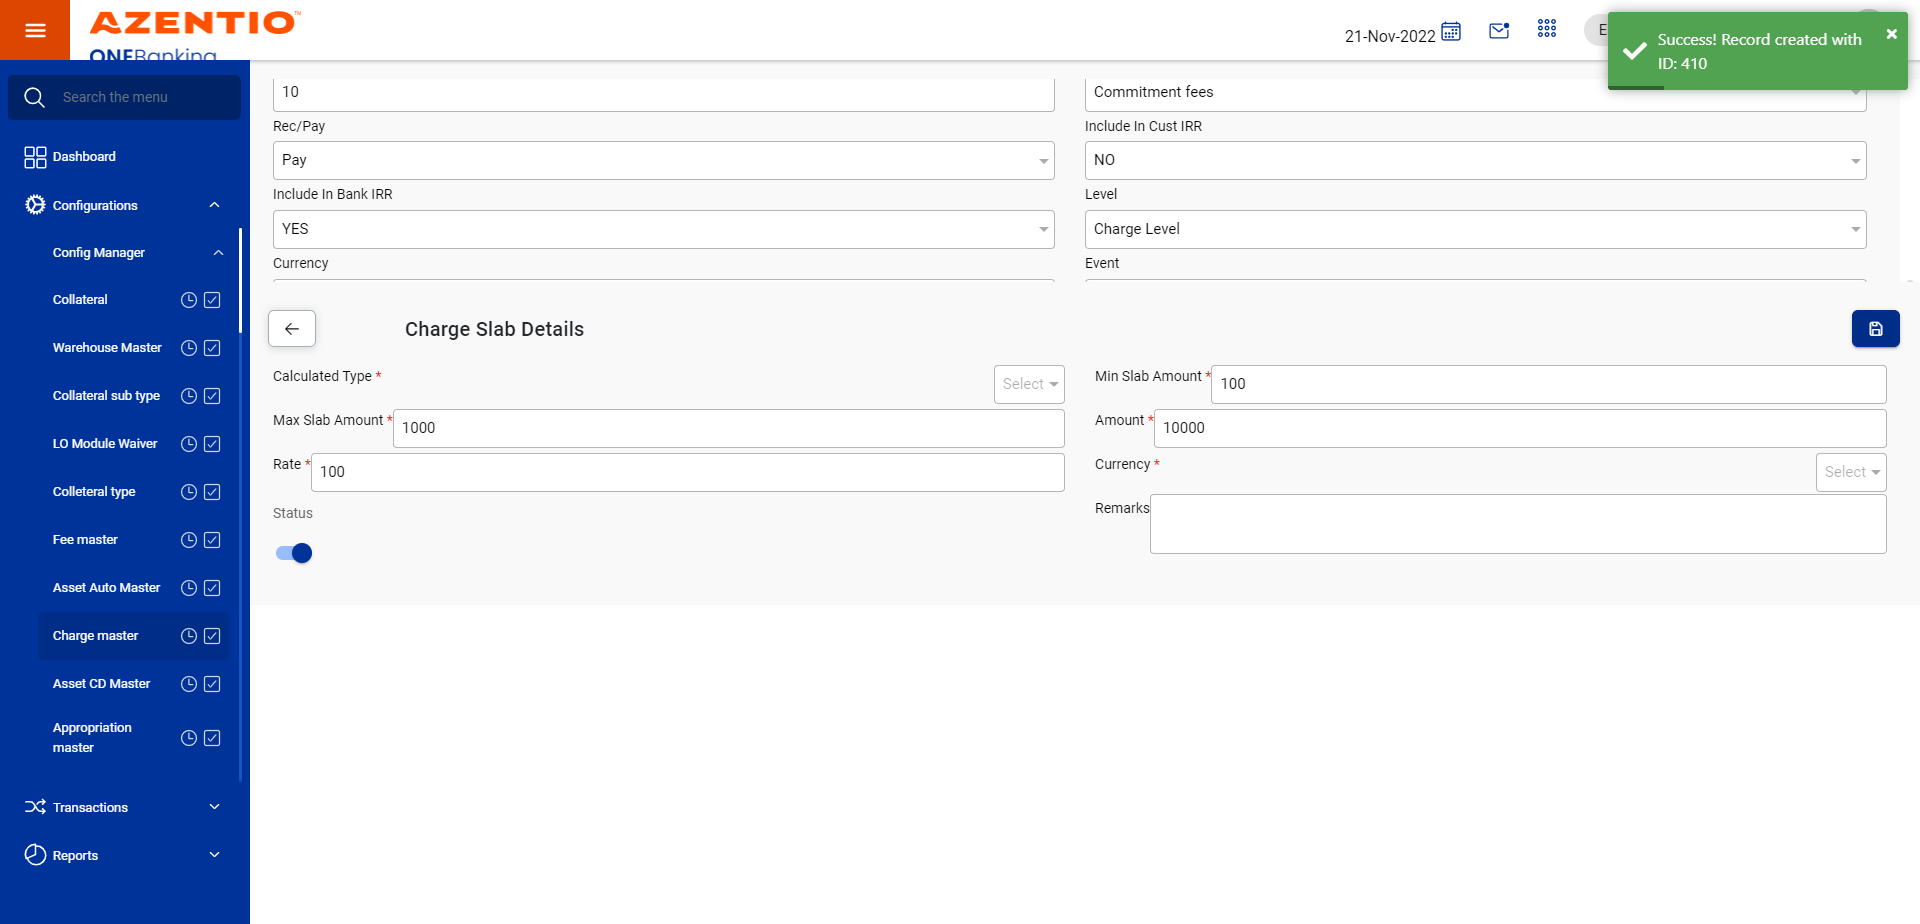 AZENTIO™
ONEBanking
21-Nov-2022
E
Success! Record created with
ID: 410
Search the menu
Dashboard
Configurations
Config Manager
Collateral
Warehouse Master
Collateral sub type
LO Module Waiver
Colleteral type
Fee master
Asset Auto Master
Charge master
Asset CD Master
Appropriation
master
Transactions
Reports
10
Commitment fees
Rec/Pay
Include In Cust IRR
Pay
NO
Include In Bank IRR
Level
YES
Charge Level
Currency
Event
Charge Slab Details
Calculated Type *
Select
Min Slab Amount *
100
Max Slab Amount *
1000
Amount *
10000
Rate *
100
Currency *
Select
Status
Remarks